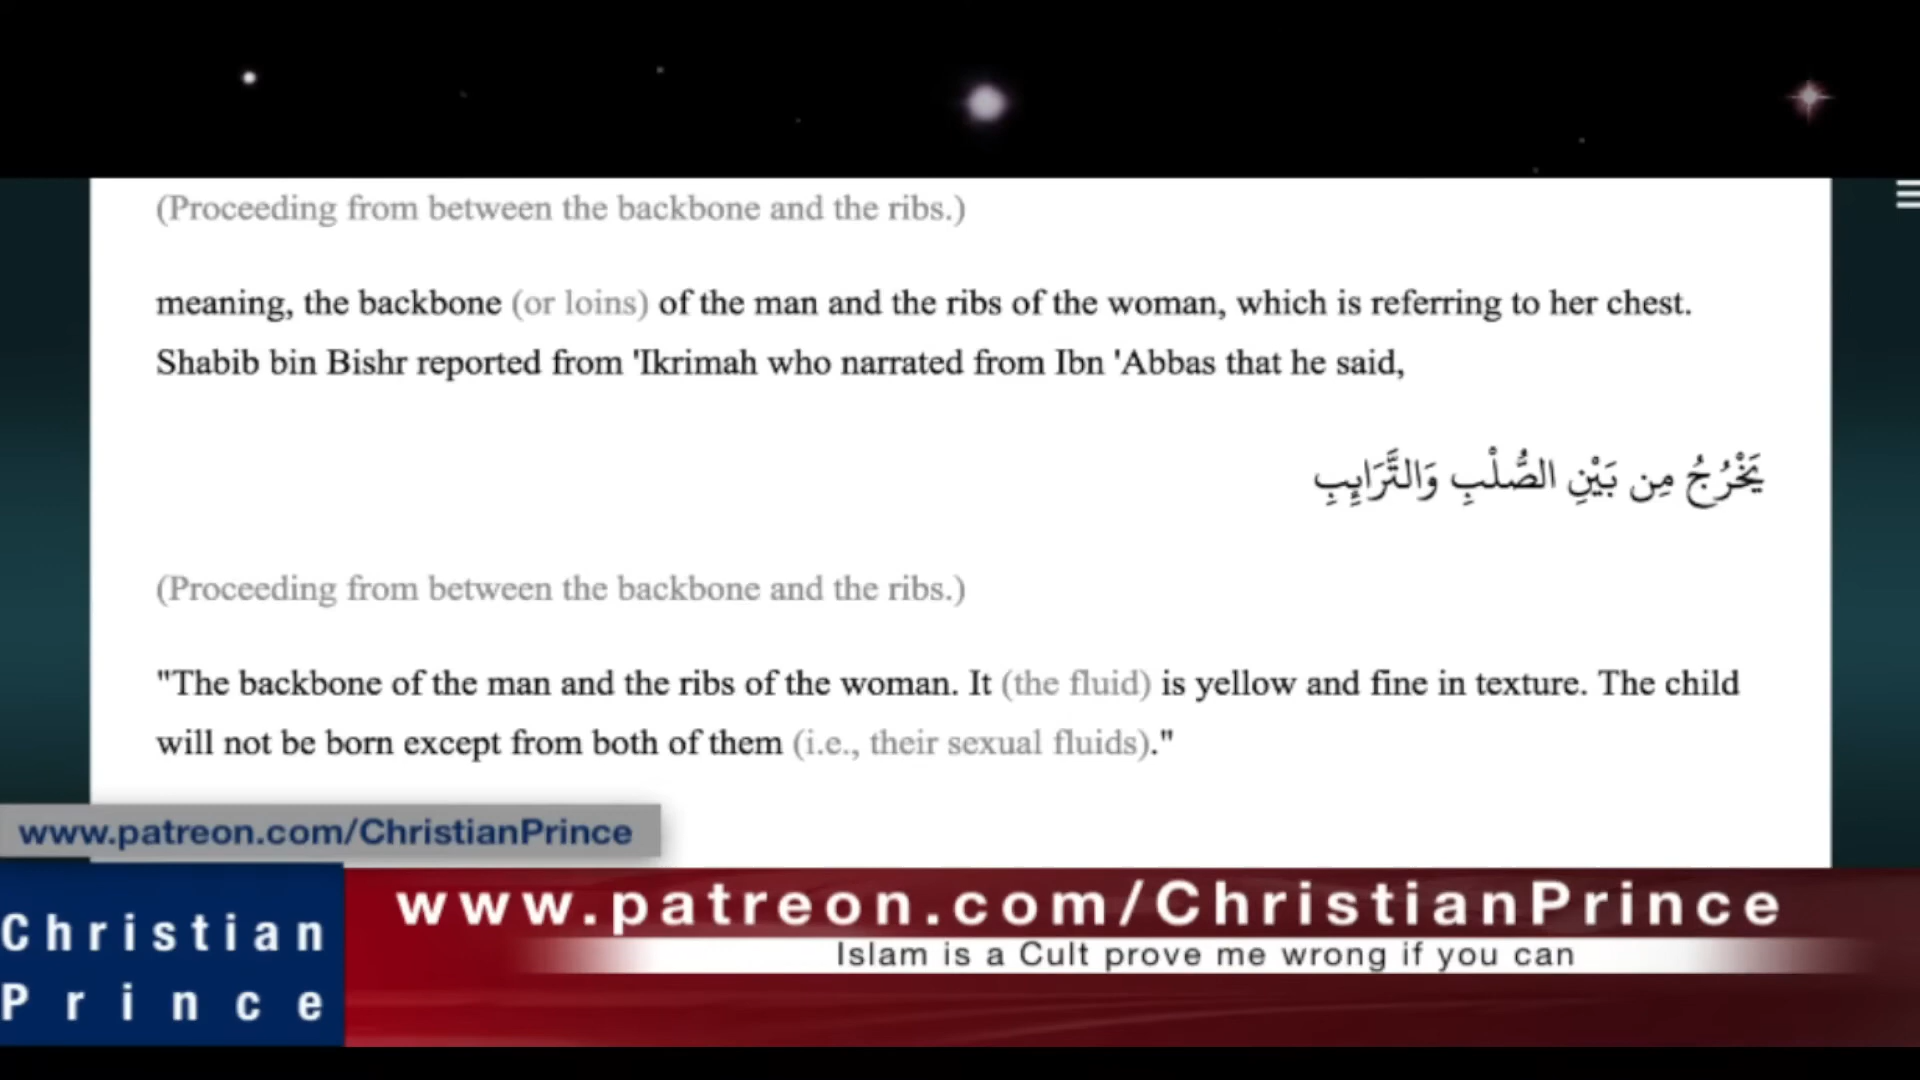 (Proceeding from between the backbone and the ribs.)
meaning, the backbone (or loins) of the man and the ribs of the woman, which is referring to her chest.
Shabib bin Bishr reported from 'Ikrimah who narrated from Ibn 'Abbas that he said,
يَخْرُجُ مِن بَيْنِ الصُّلْبِ وَالتَّرَايِبِ
(Proceeding from between the backbone and the ribs.)
"The backbone of the man and the ribs of the woman. It (the fluid) is yellow and fine in texture. The child
will not be born except from both of them (i.e., their sexual fluids)."
www.patreon.com/ChristianPrince
Christian
Prince
www.patreon.com/ChristianPrince
Islam is a Cult prove me wrong if you can